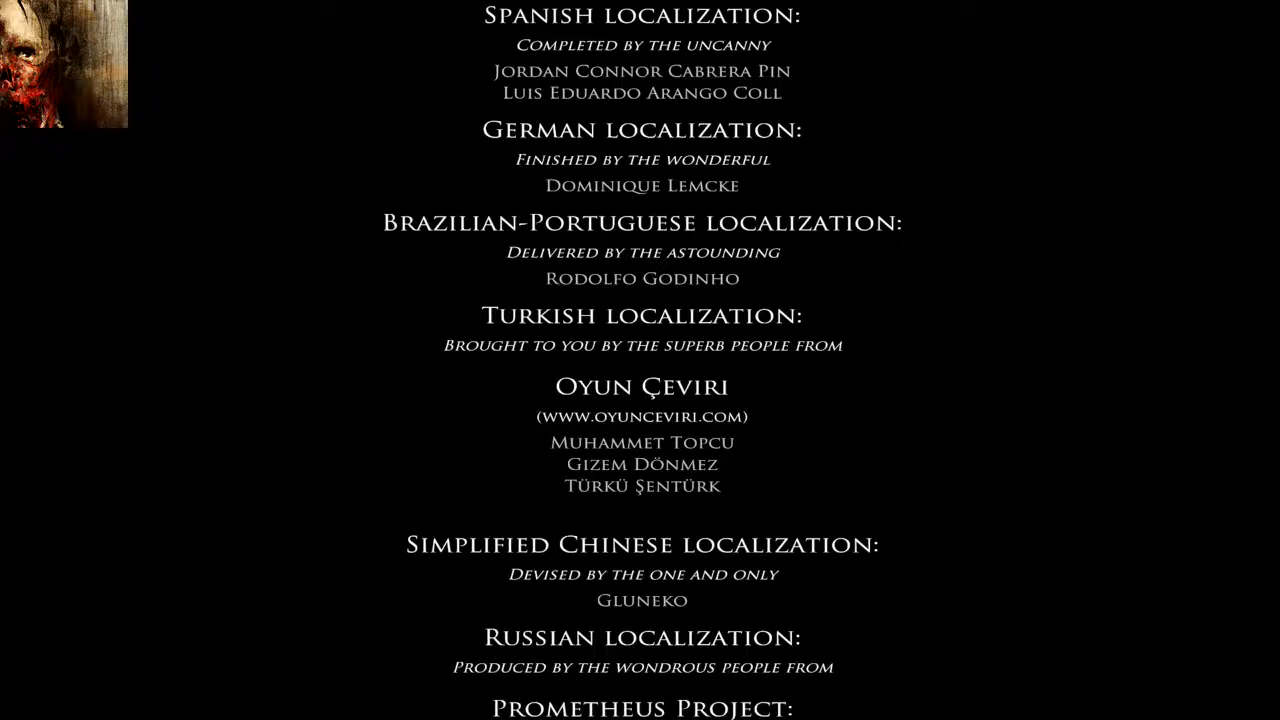 Spanish localization:
Completed by the uncanny
Jordan Connor Cabrera Pin
Luis Eduardo Arango Coll
German localization:
Finished by the wonderful
Dominique Lemcke
Brazilian-Portuguese localization:
Delivered by the astounding
Rodolfo Godinho
Turkish localization:
Brought to you by the superb people from
Oyun Çeviri
(www.oyunceviri.com)
Muhammet Topcu
Gizem Dönmez
Türkü Şentürk
Simplified Chinese localization:
Devised by the one and only
Gluneko
Russian localization:
Produced by the wondrous people from
Prometheus Project: